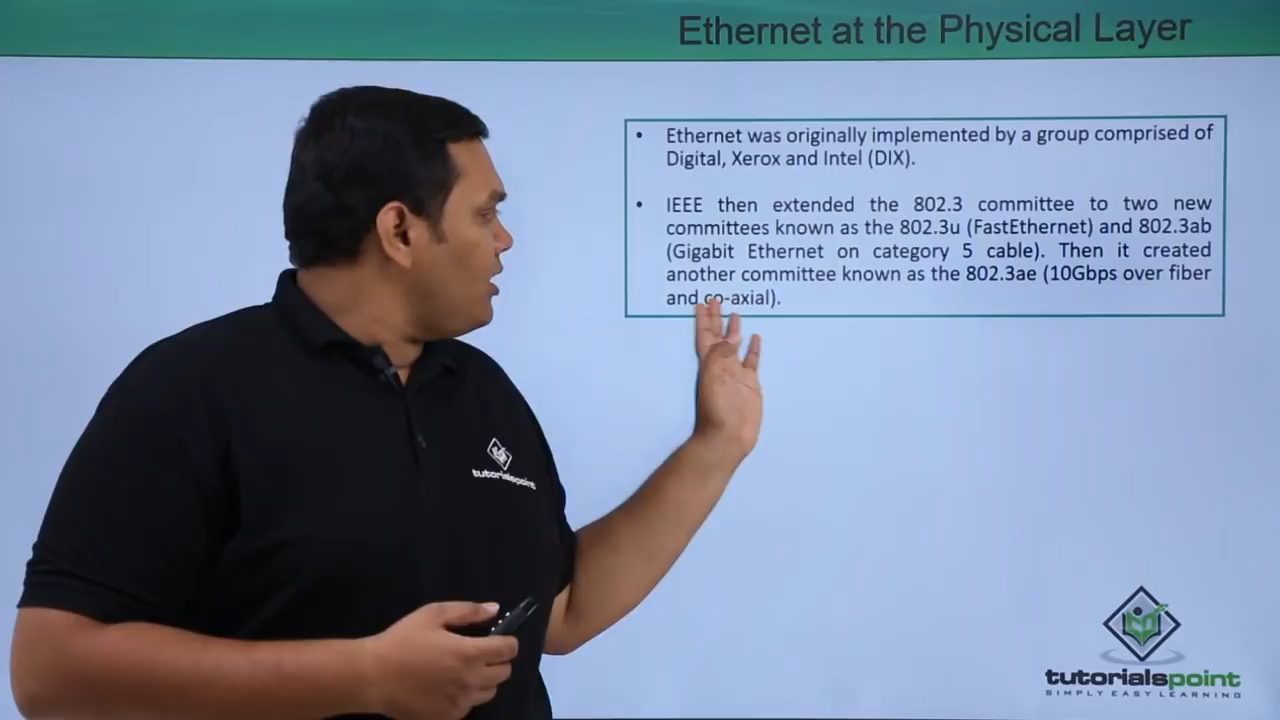 Ethernet at the Physical Layer
• Ethernet was originally implemented by a group comprised of
Digital, Xerox and Intel (DIX).
• IEEE then extended the 802.3 committee to two new
committees known as the 802.3u (FastEthernet) and 802.3ab
(Gigabit Ethernet on category 5 cable). Then it created
another committee known as the 802.3ae (10Gbps over fiber
and co-axial).
tutorialspoint
tutorialspoint
SIMPLY EASY LEARNING